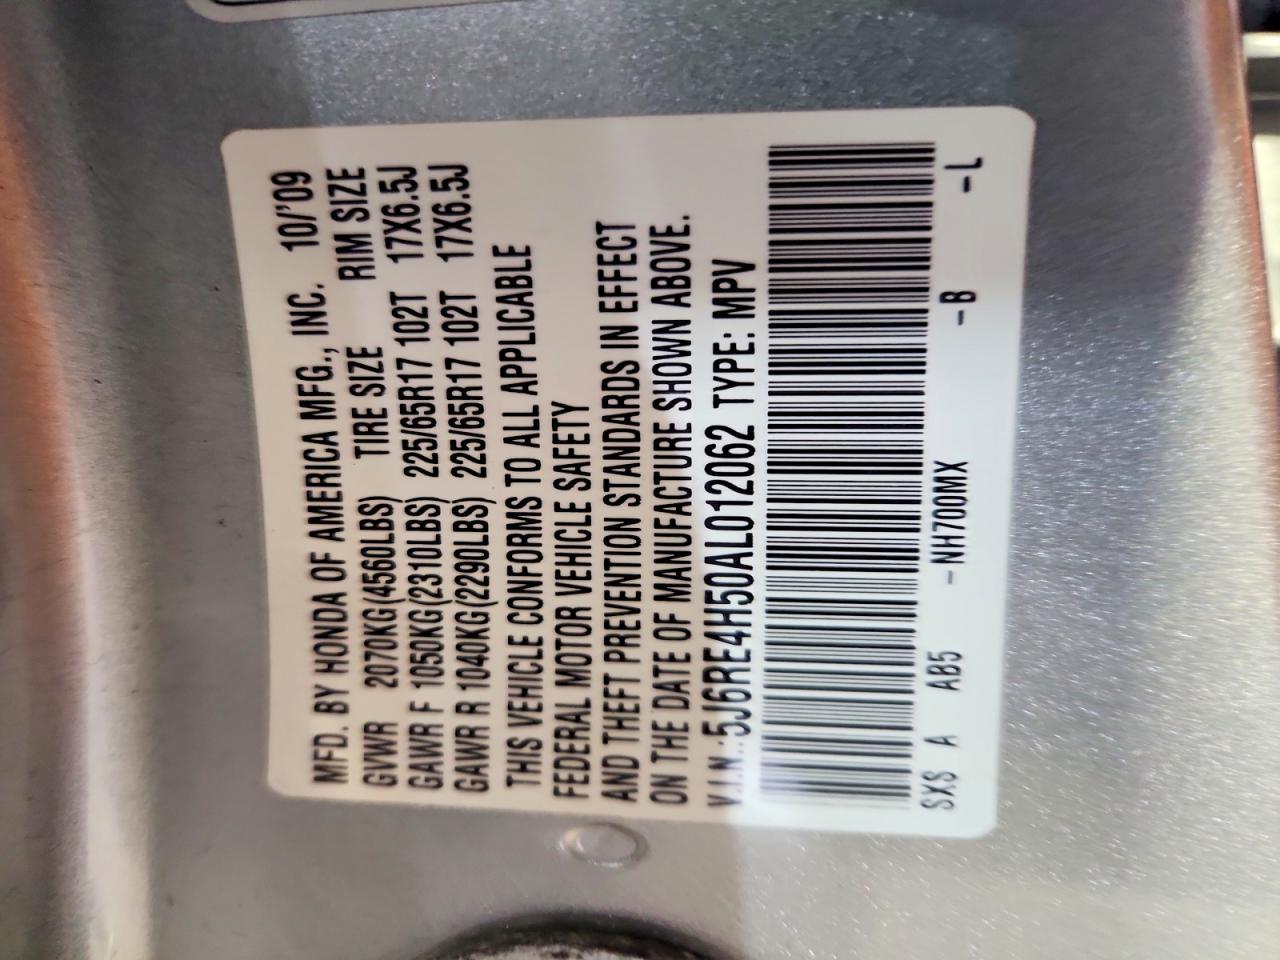 MFD. BY HONDA OF AMERICA MFG., INC. 10/'09
GVWR 2070KG(4560LBS) TIRE SIZE RIM SIZE
GAWR F 1050KG(2310LBS) 225/65R17 102T 17X6.5J
GAWR R 1040KG(2290LBS) 225/65R17 102T 17X6.5J
THIS VEHICLE CONFORMS TO ALL APPLICABLE
FEDERAL MOTOR VEHICLE SAFETY
AND THEFT PREVENTION STANDARDS IN EFFECT
ON THE DATE OF MANUFACTURE SHOWN ABOVE.
V.I.N.:5J6RE4H50AL012062 TYPE: MPV
SXS A AB5 -NH700MX -B -L